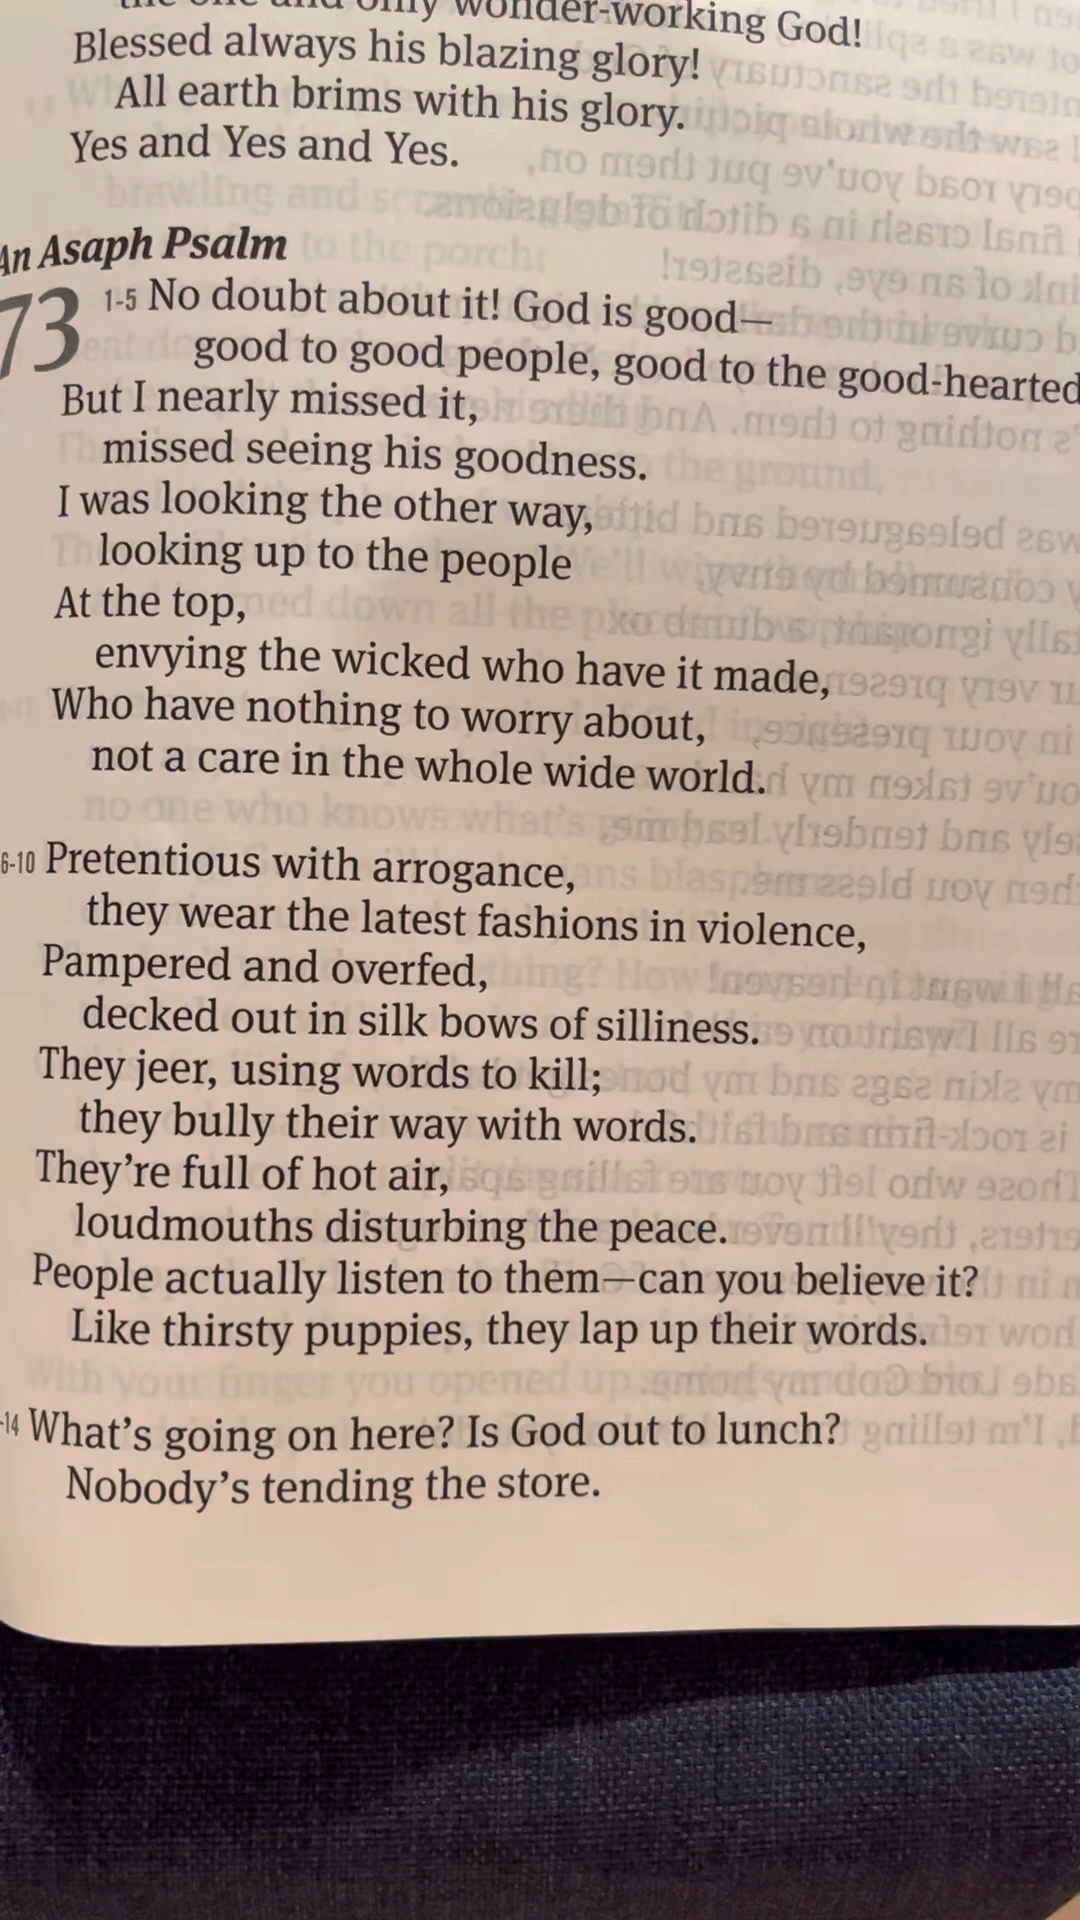 the one and only wonder-working God!
Blessed always his blazing glory!
All earth brims with his glory.
Yes and Yes and Yes.
An Asaph Psalm
73 1-5 No doubt about it! God is good—
good to good people, good to the good-hearted
But I nearly missed it,
missed seeing his goodness.
I was looking the other way,
looking up to the people
At the top,
envying the wicked who have it made,
Who have nothing to worry about,
not a care in the whole wide world.
6-10 Pretentious with arrogance,
they wear the latest fashions in violence,
Pampered and overfed,
decked out in silk bows of silliness.
They jeer, using words to kill;
they bully their way with words.
They’re full of hot air,
loudmouths disturbing the peace.
People actually listen to them—can you believe it?
Like thirsty puppies, they lap up their words.
-14 What’s going on here? Is God out to lunch?
Nobody’s tending the store.